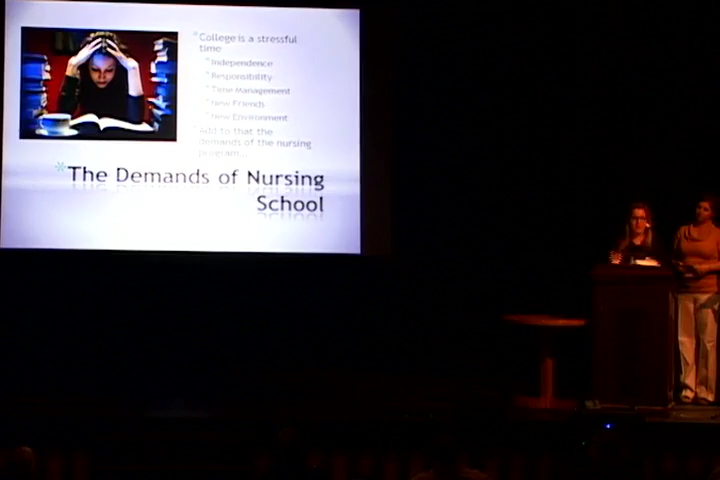 *College is a stressful
time
*Independence
*Responsibility
*Time Management
*New Friends
*New Environment
Add to that the
demands of the nursing
program...
*The Demands of Nursing
School